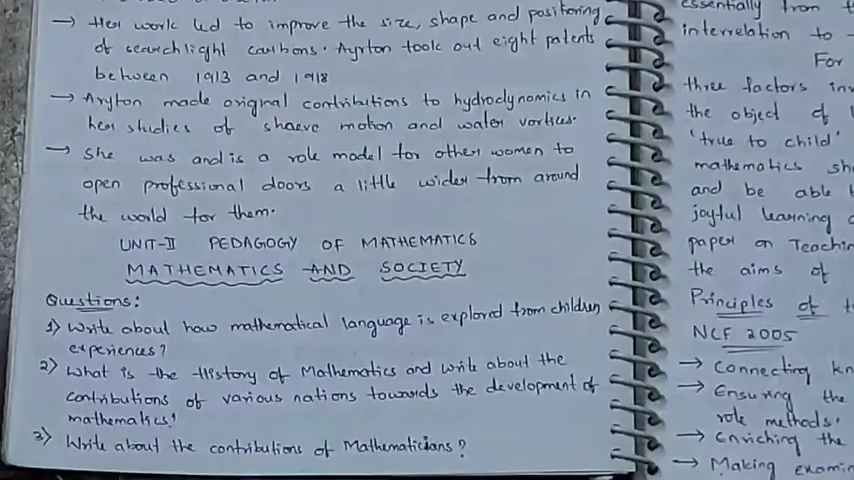 → Her work led to improve the size, shape and positioning
of searchlight carbons. Ayrton took out eight patents
between 1913 and 1918
→ Aryton made orignal contributions to hydrodynamics in
her studies of shaeve motion and water vortices.
→ She was and is a role model for other women to
open professional doors a little wider from around
the world for them.
UNIT-II PEDAGOGY OF MATHEMATICS
MATHEMATICS AND SOCIETY
Questions:
1) Write about how mathematical language is explored from children
experiences?
2) What is the History of Mathematics and write about the
contributions of various nations towards the development of
mathematics?
3) Write about the contributions of Mathematicians?
essentially from
interrelation to
For
three factors
the object of
'true to child'
mathematics
and be able
joyful learning
paper on
the aims of
Principles of
NCF 2005
→ Connecting
→ Ensuring the
role methods.
→ Enriching the
→ Making